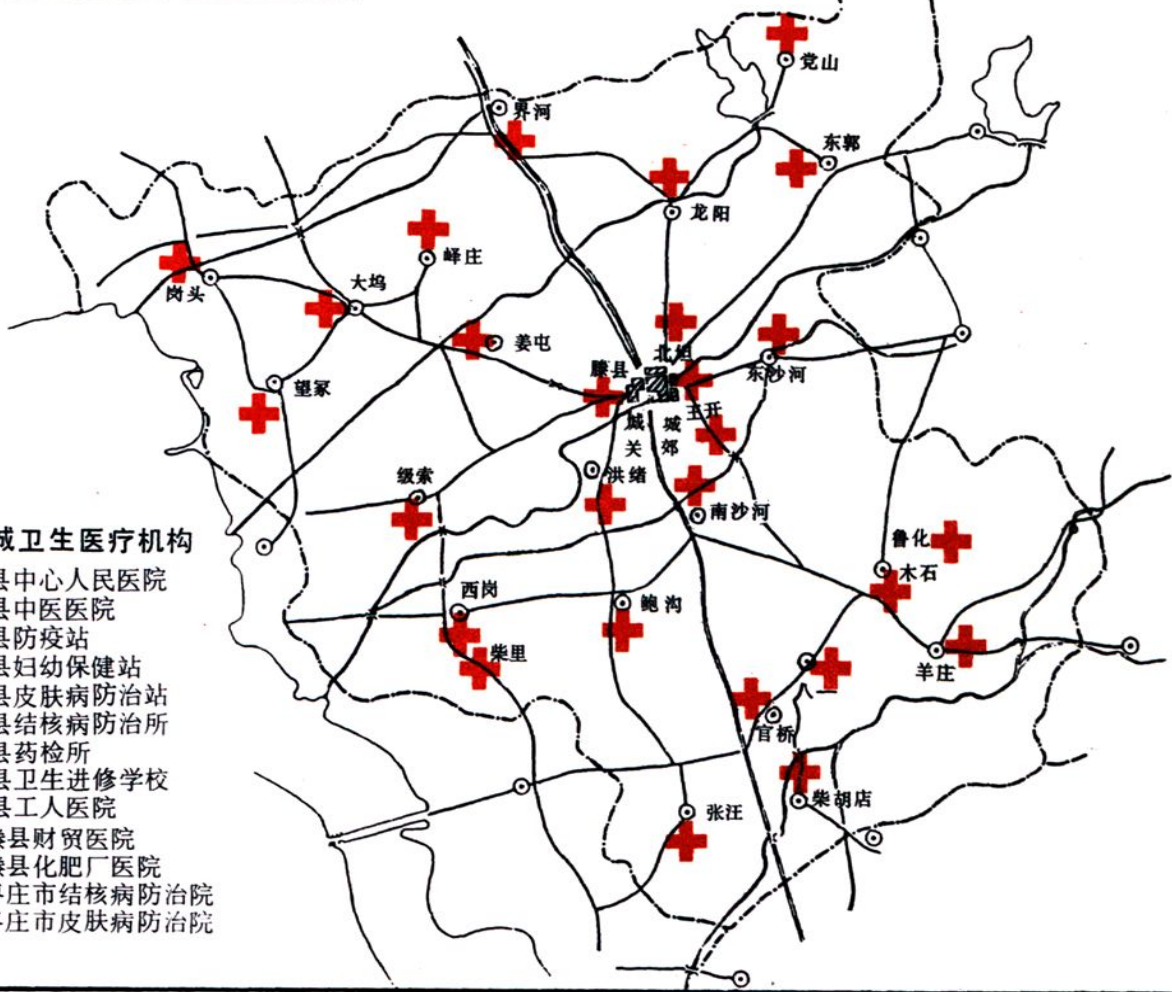 党山
界河
东郭
龙阳
峄庄
岗头
大坞
姜屯
北坦
滕县
东沙河
望冢
王开
城关
城郊
级索
洪绪
南沙河
鲁化
木石
西岗
鲍沟
柴里
羊庄
八一
官桥
柴胡店
张汪
城卫生医疗机构
县中心人民医院
县中医医院
县防疫站
县妇幼保健站
县皮肤病防治站
县结核病防治所
县药检所
县卫生进修学校
县工人医院
滕县财贸医院
滕县化肥厂医院
枣庄市结核病防治院
枣庄市皮肤病防治院